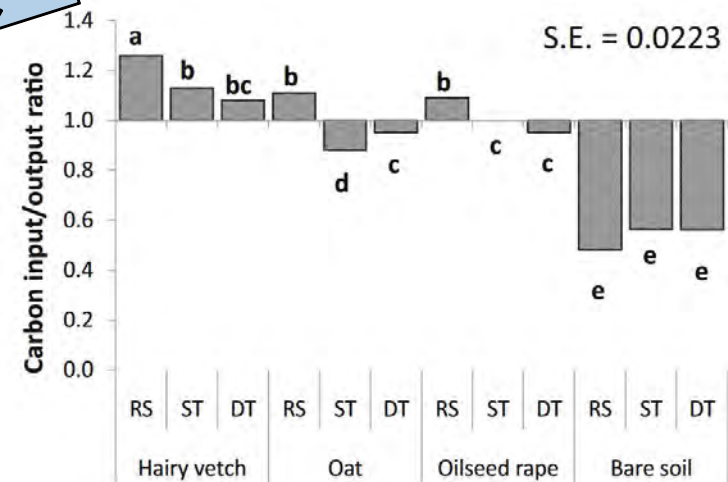 1.4
1.2
1.0
0.8
0.6
0.4
0.2
0.0
Carbon input/output ratio
S.E. = 0.0223
a b bc b d c b c c e e e
RS ST DT RS ST DT RS ST DT RS ST DT
Hairy vetch Oat Oilseed rape Bare soil